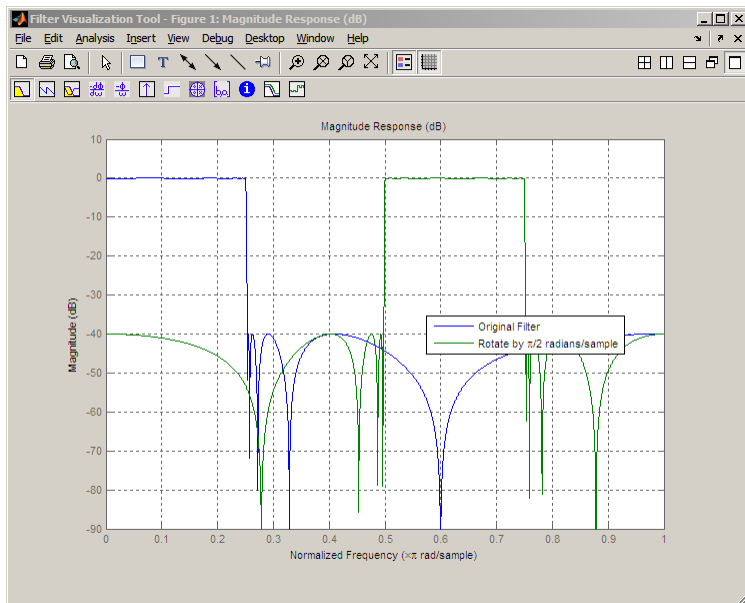 Filter Visualization Tool - Figure 1: Magnitude Response (dB)
File Edit Analysis Insert View Debug Desktop Window Help
Magnitude Response (dB)
10
0
-10
-20
-30
-40
-50
-60
-70
-80
-90
Magnitude (dB)
Original Filter
Rotate by π/2 radians/sample
0 0.1 0.2 0.3 0.4 0.5 0.6 0.7 0.8 0.9 1
Normalized Frequency (×π rad/sample)